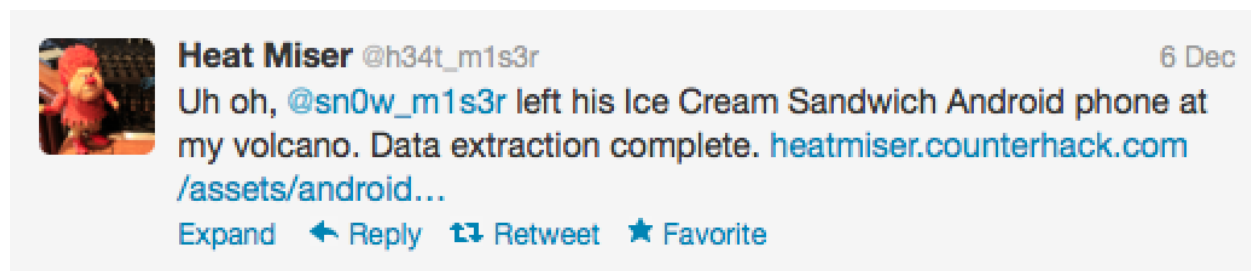 Heat Miser @h34t_m1s3r 6 Dec
Uh oh, @sn0w_m1s3r left his Ice Cream Sandwich Android phone at
my volcano. Data extraction complete. heatmiser.counterhack.com
/assets/android…
Expand Reply Retweet Favorite